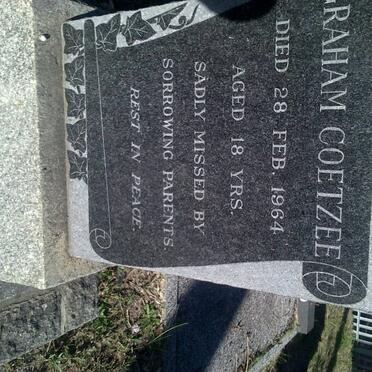 GRAHAM COETZEE
DIED 28 FEB. 1964
AGED 18 YRS.
SADLY MISSED BY
SORROWING PARENTS.
REST IN PEACE